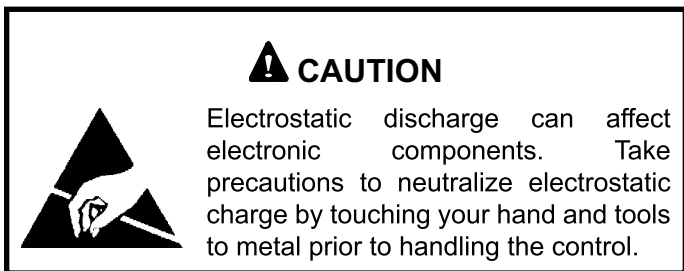 CAUTION
Electrostatic discharge can affect
electronic components. Take
precautions to neutralize electrostatic
charge by touching your hand and tools
to metal prior to handling the control.